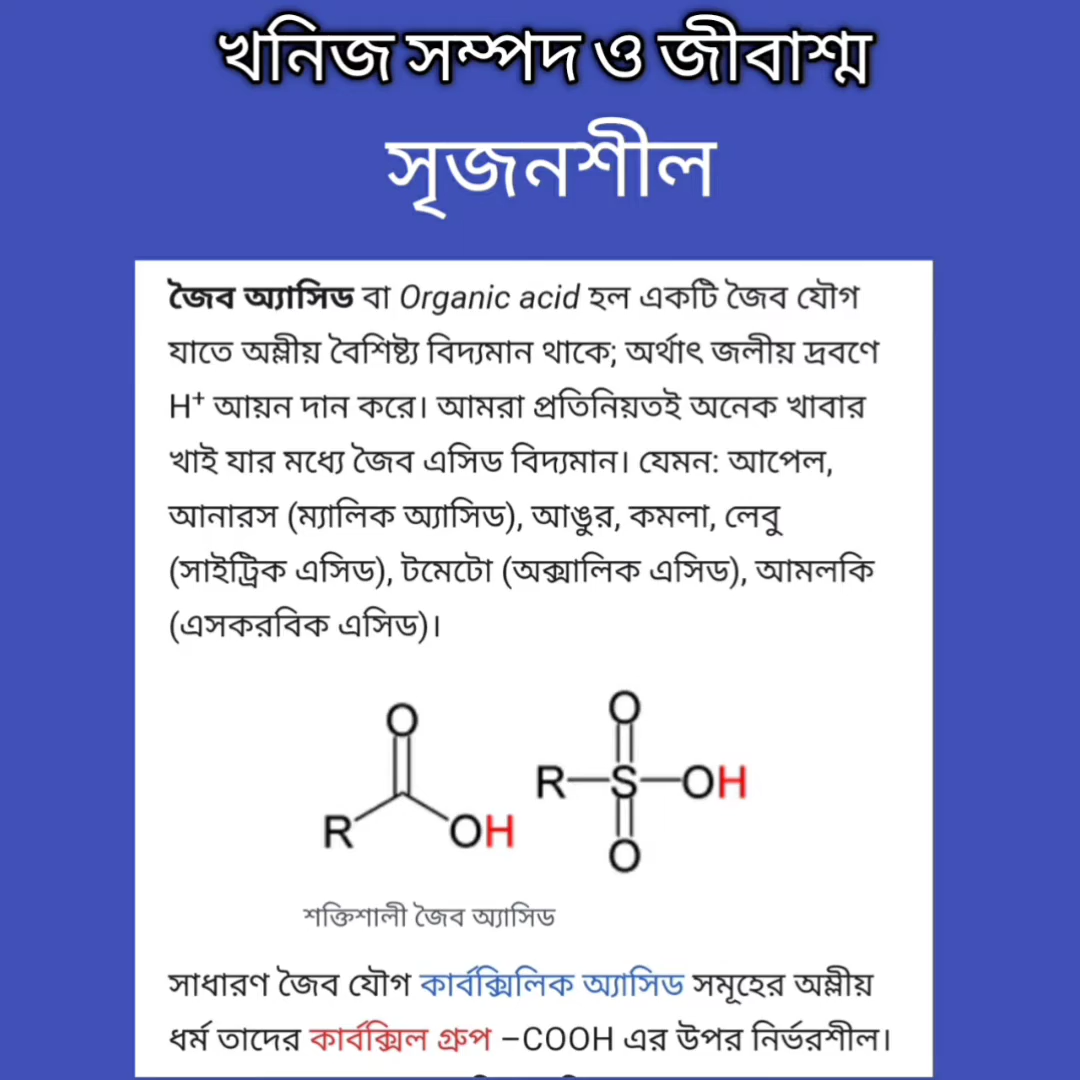 খনিজ সম্পদ ও জীবাশ্ম
সৃজনশীল
জৈব অ্যাসিড বা Organic acid হল একটি জৈব যৌগ
যাতে অম্লীয় বৈশিষ্ট্য বিদ্যমান থাকে; অর্থাৎ জলীয় দ্রবণে
H⁺ আয়ন দান করে। আমরা প্রতিনিয়তই অনেক খাবার
খাই যার মধ্যে জৈব এসিড বিদ্যমান। যেমন: আপেল,
আনারস (ম্যালিক অ্যাসিড), আঙুর, কমলা, লেবু
(সাইট্রিক এসিড), টমেটো (অক্সালিক এসিড), আমলকি
(এসকরবিক এসিড)।
O
R OH
O
R–S–OH
O
শক্তিশালী জৈব অ্যাসিড
সাধারণ জৈব যৌগ কার্বক্সিলিক অ্যাসিড সমূহের অম্লীয়
ধর্ম তাদের কার্বক্সিল গ্রুপ –COOH এর উপর নির্ভরশীল।